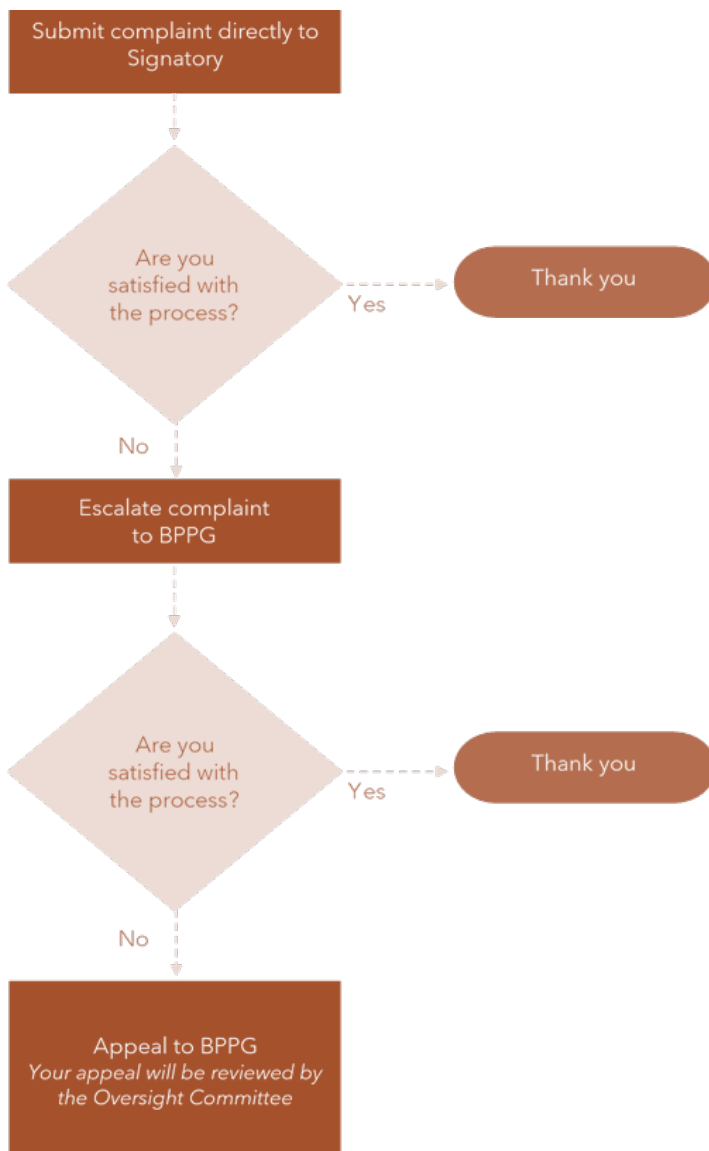 Submit complaint directly to
Signatory
Are you
satisfied with
the process?
Yes
Thank you
No
Escalate complaint
to BPPG
Are you
satisfied with
the process?
Yes
Thank you
No
Appeal to BPPG
Your appeal will be reviewed by
the Oversight Committee